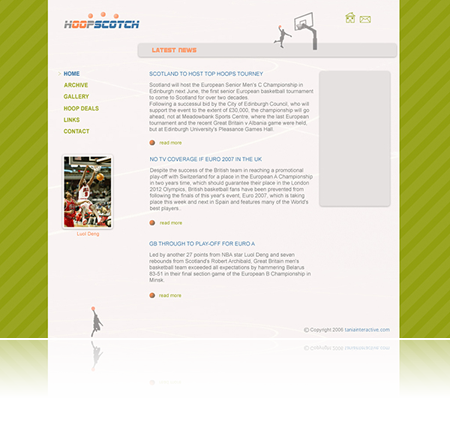 HOOPSCOTCH
LATEST NEWS
HOME
ARCHIVE
GALLERY
HOOP DEALS
LINKS
CONTACT
Luol Deng
SCOTLAND TO HOST TOP HOOPS TOURNEY
Scotland will host the European Senior Men's C Championship in
Edinburgh next June, the first senior European basketball tournament
to come to Scotland for over two decades.
Following a successful bid by the City of Edinburgh Council, who will
support the event to the extent of £30,000, the championship will go
ahead, not at Meadowbank Sports Centre, where the last European
tournament and the recent Great Britain v Albania game were held,
but at Edinburgh University's Pleasance Games Hall.
read more
NO TV COVERAGE IF EURO 2007 IN THE UK
Despite the success of the British team in reaching a promotional
play-off with Switzerland for a place in the European A Championship
in two years time, which should guarantee their place in the London
2012 Olympics, British basketball fans have been prevented from
following the finals of this year's event, Euro 2007, which is taking
place this week and next in Spain and features many of the World's
best players.
read more
GB THROUGH TO PLAY-OFF FOR EURO A
Led by another 27 points from NBA star Luol Deng and seven
rebounds from Scotland's Robert Archibald, Great Britain men's
basketball team exceeded all expectations by hammering Belarus
83-51 in their final section game of the European B Championship in
Minsk.
read more
© Copyright 2006 taniainteractive.com